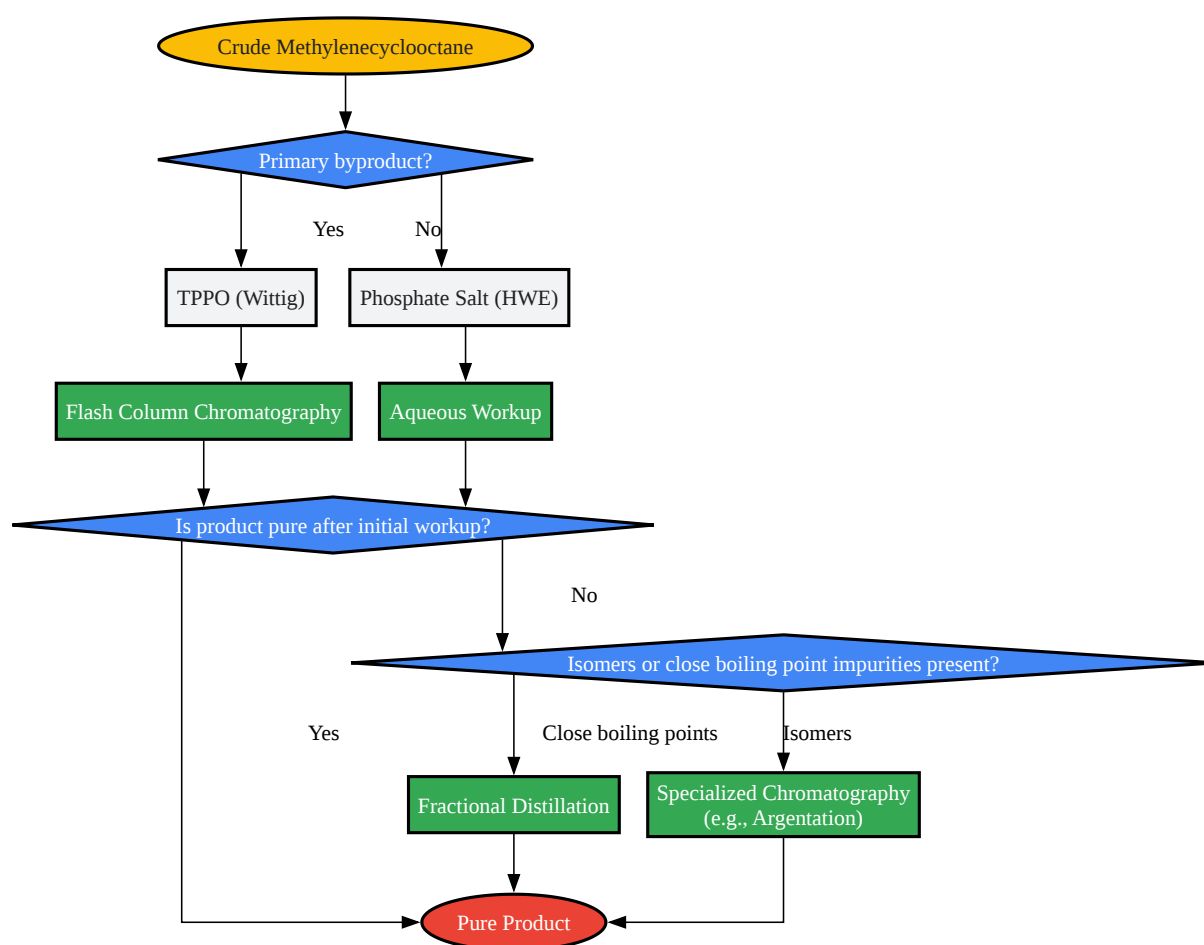 Crude Methylenecyclooctane
Primary byproduct?
Yes
No
TPPO (Wittig)
Phosphate Salt (HWE)
Flash Column Chromatography
Aqueous Workup
Is product pure after initial workup?
No
Isomers or close boiling point impurities present?
Yes
Close boiling points
Isomers
Fractional Distillation
Specialized Chromatography
(e.g., Argentation)
Pure Product